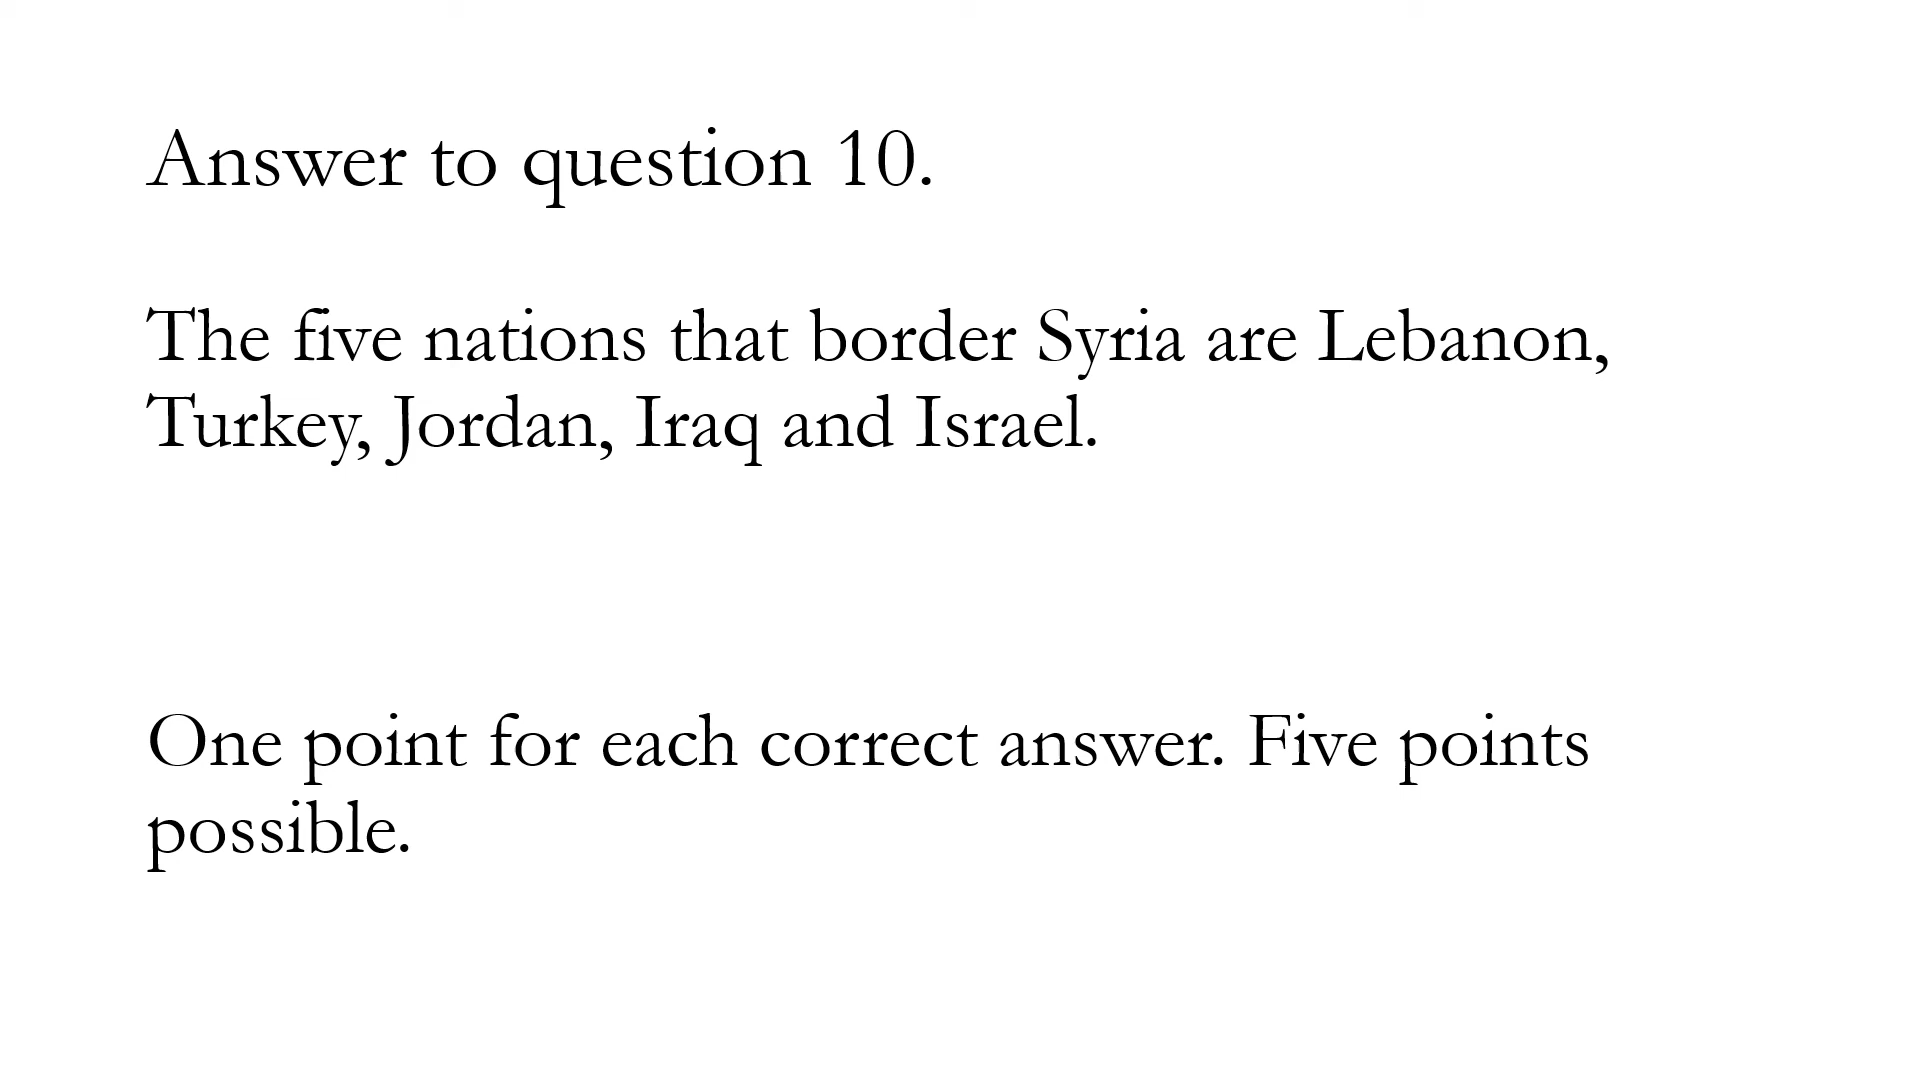 Answer to question 10.
The five nations that border Syria are Lebanon,
Turkey, Jordan, Iraq and Israel.
One point for each correct answer. Five points
possible.